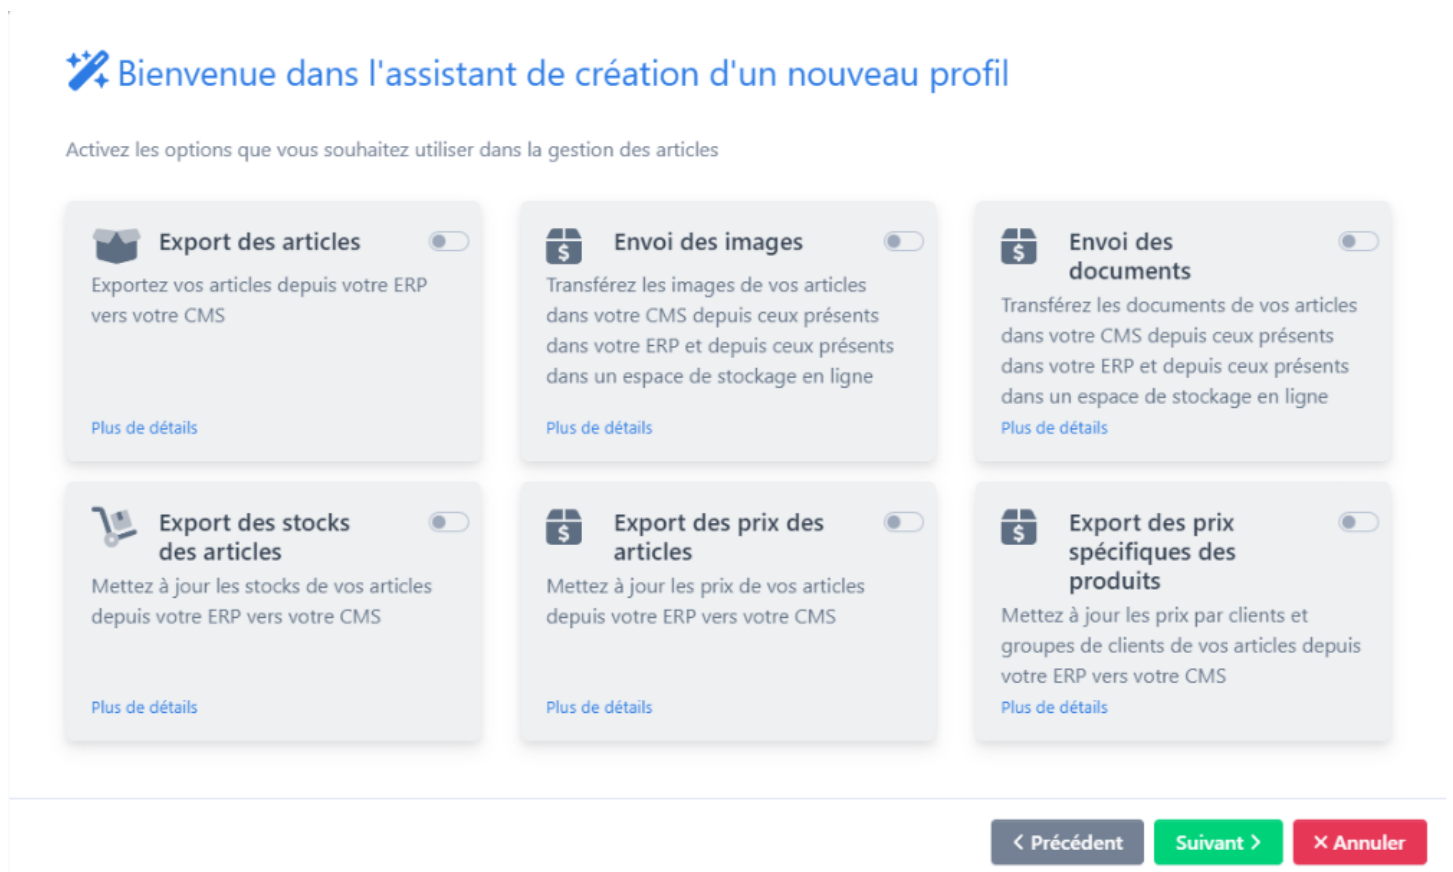 Bienvenue dans l'assistant de création d'un nouveau profil
Activez les options que vous souhaitez utiliser dans la gestion des articles
Export des articles
Exportez vos articles depuis votre ERP
vers votre CMS
Plus de détails
Envoi des images
Transférez les images de vos articles
dans votre CMS depuis ceux présents
dans votre ERP et depuis ceux présents
dans un espace de stockage en ligne
Plus de détails
Envoi des
documents
Transférez les documents de vos articles
dans votre CMS depuis ceux présents
dans votre ERP et depuis ceux présents
dans un espace de stockage en ligne
Plus de détails
Export des stocks
des articles
Mettez à jour les stocks de vos articles
depuis votre ERP vers votre CMS
Plus de détails
Export des prix des
articles
Mettez à jour les prix de vos articles
depuis votre ERP vers votre CMS
Plus de détails
Export des prix
spécifiques des
produits
Mettez à jour les prix par clients et
groupes de clients de vos articles depuis
votre ERP vers votre CMS
Plus de détails
Précédent
Suivant
Annuler